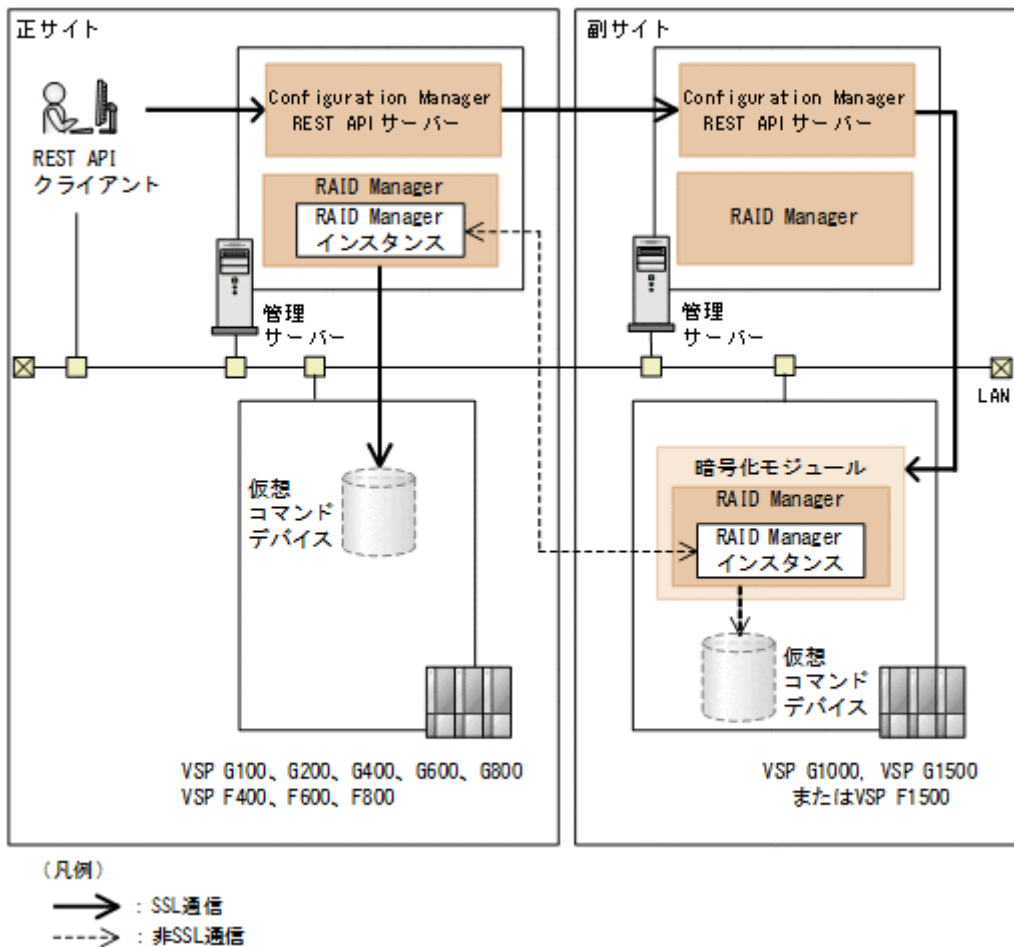 正サイト
REST API
クライアント
Configuration Manager
REST APIサーバー
RAID Manager
RAID Manager
インスタンス
管理
サーバー
仮想
コマンド
デバイス
VSP G100、G200、G400、G600、G800
VSP F400、F600、F800
副サイト
Configuration Manager
REST APIサーバー
RAID Manager
管理
サーバー
LAN
暗号化モジュール
RAID Manager
RAID Manager
インスタンス
仮想
コマンド
デバイス
VSP G1000, VSP G1500
またはVSP F1500
(凡例)
: SSL通信
: 非SSL通信